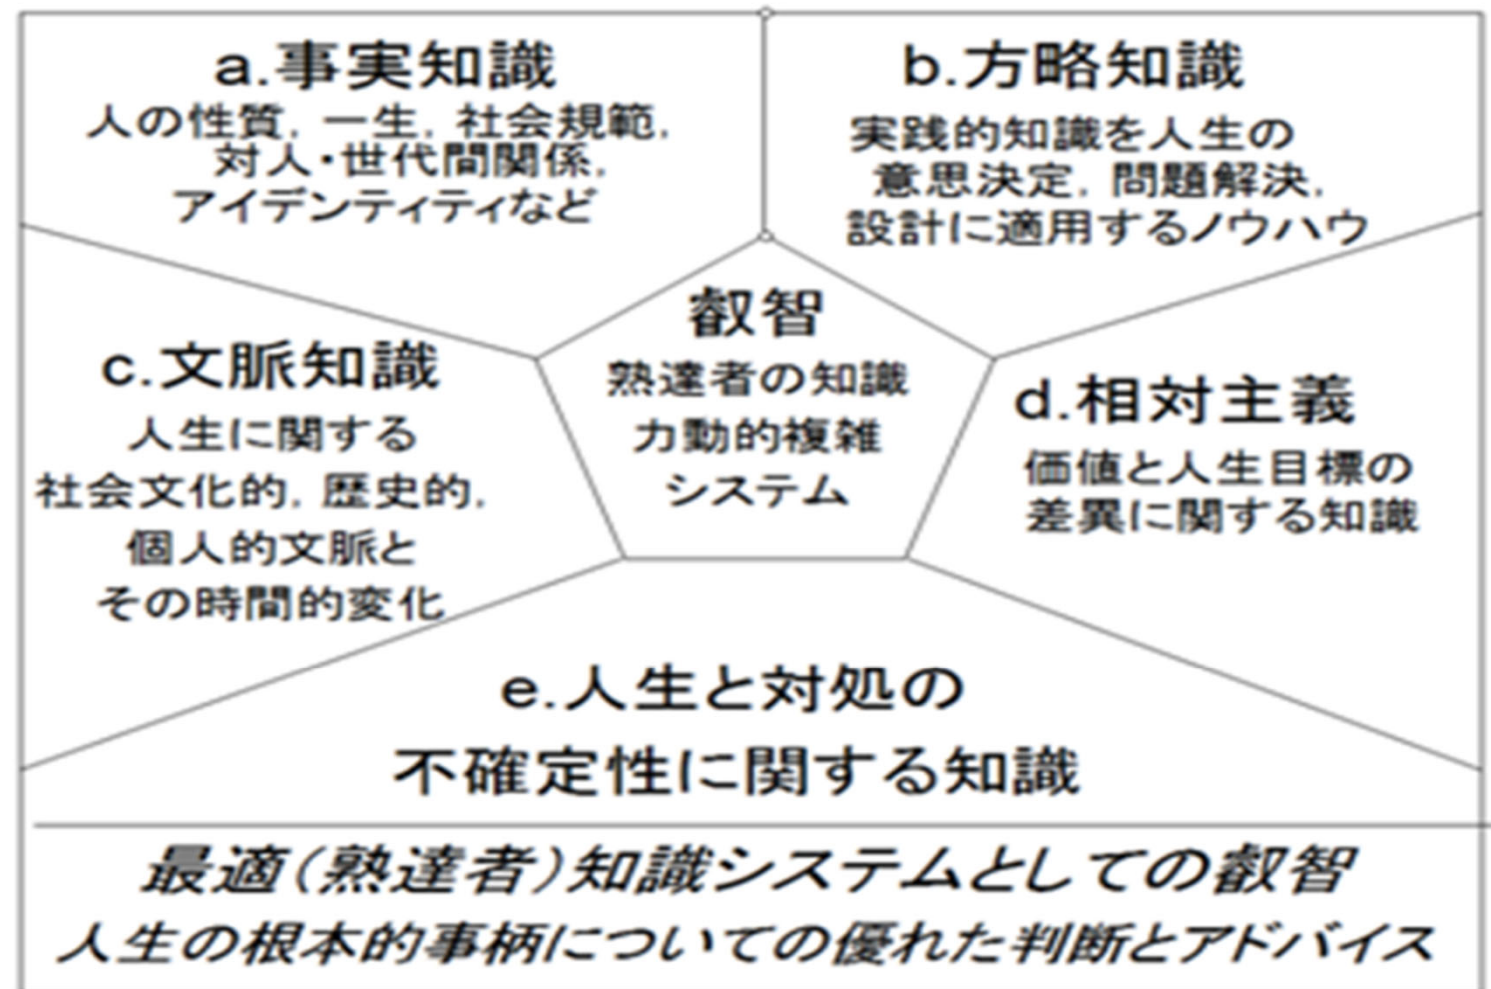 a.事実知識
人の性質, 一生, 社会規範,
対人・世代間関係,
アイデンティティなど
b.方略知識
実践的知識を人生の
意思決定, 問題解決,
設計に適用するノウハウ
叡智
熟達者の知識
力動的複雑
システム
c.文脈知識
人生に関する
社会文化的, 歴史的,
個人的文脈と
その時間的変化
d.相対主義
価値と人生目標の
差異に関する知識
e.人生と対処の
不確定性に関する知識
最適(熟達者)知識システムとしての叡智
人生の根本的事柄についての優れた判断とアドバイス